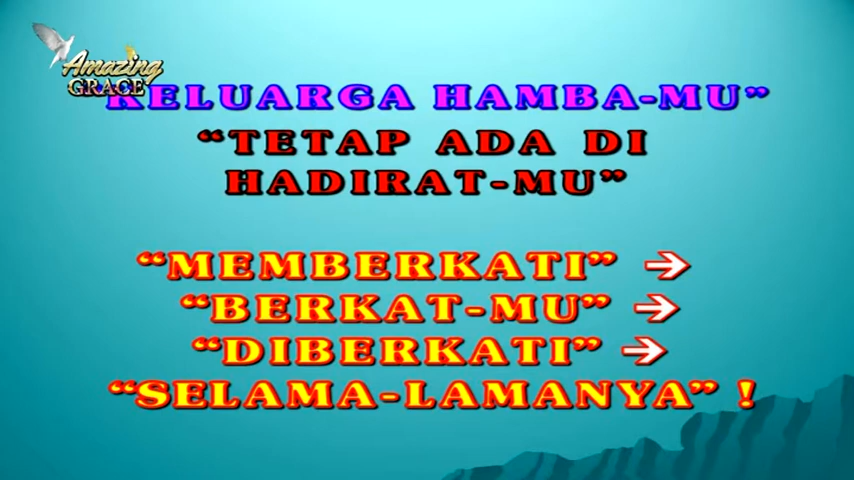 Amazing
GRACE
KELUARGA HAMBA-MU”
“TETAP ADA DI
HADIRAT-MU”
“MEMBERKATI” →
“BERKAT-MU” →
“DIBERKATI” →
“SELAMA-LAMANYA” !